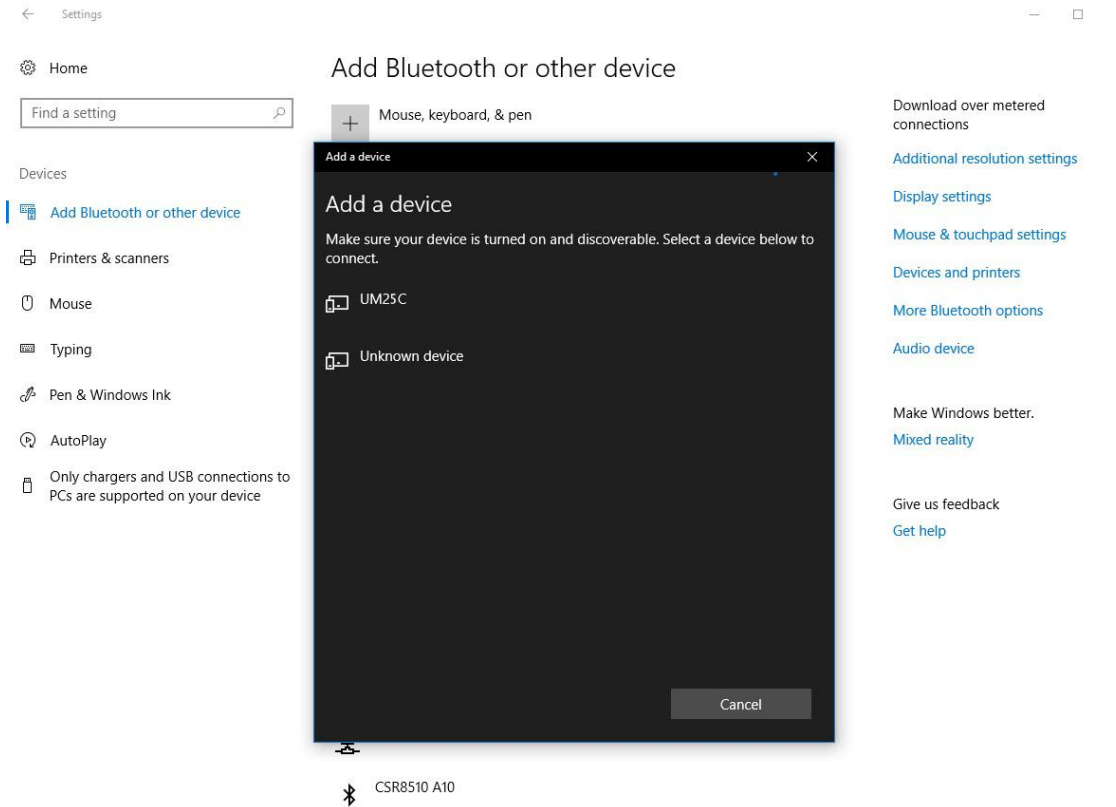 Settings
Home
Find a setting
Devices
Add Bluetooth or other device
Printers & scanners
Mouse
Typing
Pen & Windows Ink
AutoPlay
Only chargers and USB connections to
PCs are supported on your device
Add Bluetooth or other device
Mouse, keyboard, & pen
Add a device
Add a device
Make sure your device is turned on and discoverable. Select a device below to
connect.
UM25C
Unknown device
Cancel
CSR8510 A10
Download over metered
connections
Additional resolution settings
Display settings
Mouse & touchpad settings
Devices and printers
More Bluetooth options
Audio device
Make Windows better.
Mixed reality
Give us feedback
Get help